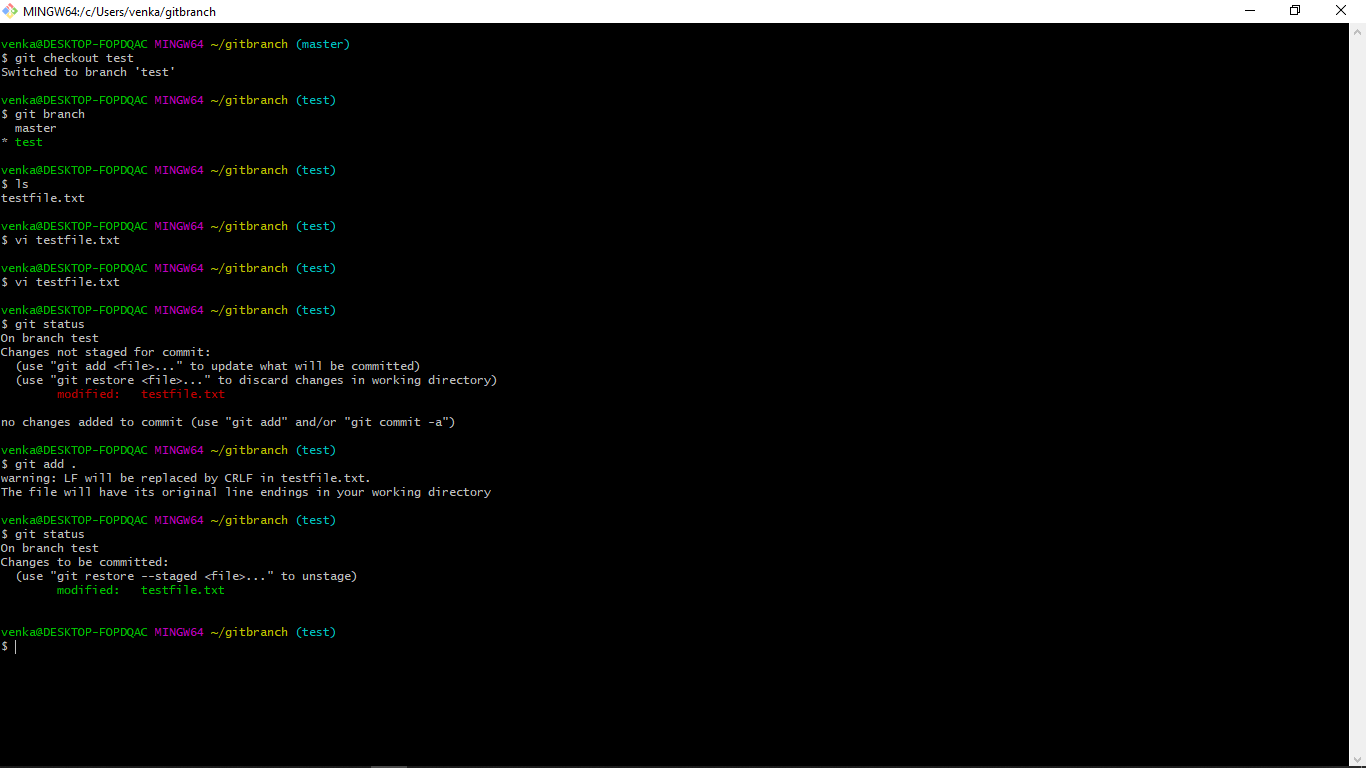 MINGW64:/c/Users/venka/gitbranch
venka@DESKTOP-FOPDQAC MINGW64 ~/gitbranch (master)
$ git checkout test
Switched to branch 'test'
venka@DESKTOP-FOPDQAC MINGW64 ~/gitbranch (test)
$ git branch
  master
* test
venka@DESKTOP-FOPDQAC MINGW64 ~/gitbranch (test)
$ ls
testfile.txt
venka@DESKTOP-FOPDQAC MINGW64 ~/gitbranch (test)
$ vi testfile.txt
venka@DESKTOP-FOPDQAC MINGW64 ~/gitbranch (test)
$ vi testfile.txt
venka@DESKTOP-FOPDQAC MINGW64 ~/gitbranch (test)
$ git status
On branch test
Changes not staged for commit:
  (use "git add <file>..." to update what will be committed)
  (use "git restore <file>..." to discard changes in working directory)
        modified:   testfile.txt
no changes added to commit (use "git add" and/or "git commit -a")
venka@DESKTOP-FOPDQAC MINGW64 ~/gitbranch (test)
$ git add .
warning: LF will be replaced by CRLF in testfile.txt.
The file will have its original line endings in your working directory
venka@DESKTOP-FOPDQAC MINGW64 ~/gitbranch (test)
$ git status
On branch test
Changes to be committed:
  (use "git restore --staged <file>..." to unstage)
        modified:   testfile.txt
venka@DESKTOP-FOPDQAC MINGW64 ~/gitbranch (test)
$